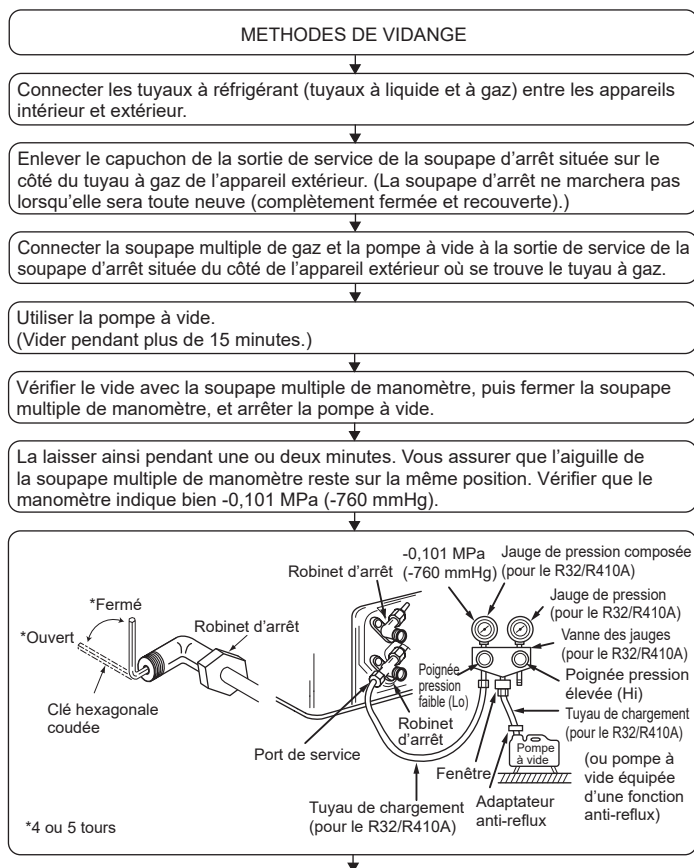 METHODES DE VIDANGE
Connecter les tuyaux à réfrigérant (tuyaux à liquide et à gaz) entre les appareils
intérieur et extérieur.
Enlever le capuchon de la sortie de service de la soupape d'arrêt située sur le
côté du tuyau à gaz de l'appareil extérieur. (La soupape d'arrêt ne marchera pas
lorsqu'elle sera toute neuve (complètement fermée et recouverte).)
Connecter la soupape multiple de gaz et la pompe à vide à la sortie de service de la
soupape d'arrêt située du côté de l'appareil extérieur où se trouve le tuyau à gaz.
Utiliser la pompe à vide.
(Vider pendant plus de 15 minutes.)
Vérifier le vide avec la soupape multiple de manomètre, puis fermer la soupape
multiple de manomètre, et arrêter la pompe à vide.
La laisser ainsi pendant une ou deux minutes. Vous assurer que l'aiguille de
la soupape multiple de manomètre reste sur la même position. Vérifier que le
manomètre indique bien -0,101 MPa (-760 mmHg).
*Fermé
*Ouvert
Robinet d'arrêt
Clé hexagonale
coudée
*4 ou 5 tours
Robinet d'arrêt
-0,101 MPa
(-760 mmHg)
Jauge de pression composée
(pour le R32/R410A)
Jauge de pression
(pour le R32/R410A)
Vanne des jauges
(pour le R32/R410A)
Poignée
pression
faible (Lo)
Poignée pression
élevée (Hi)
Robinet
d'arrêt
Port de service
Tuyau de chargement
(pour le R32/R410A)
Fenêtre
Pompe
à vide
Adaptateur
anti-reflux
(ou pompe à
vide équipée
d'une fonction
anti-reflux)
Tuyau de chargement
(pour le R32/R410A)